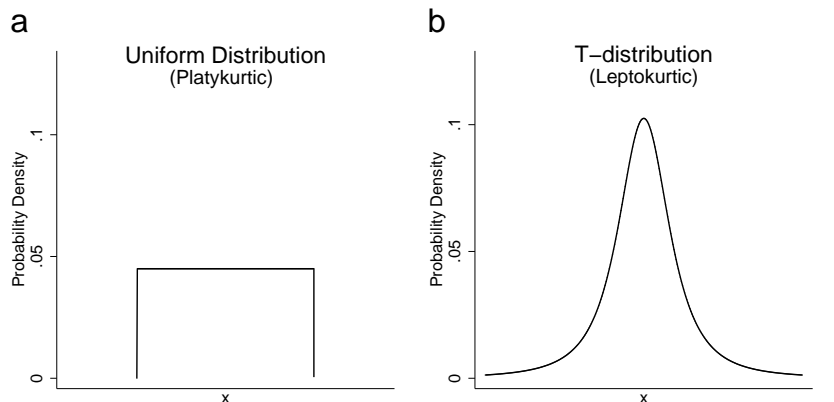 a
Uniform Distribution
(Platykurtic)
Probability Density
.1
.05
0
x
b
T−distribution
(Leptokurtic)
Probability Density
.1
.05
0
x